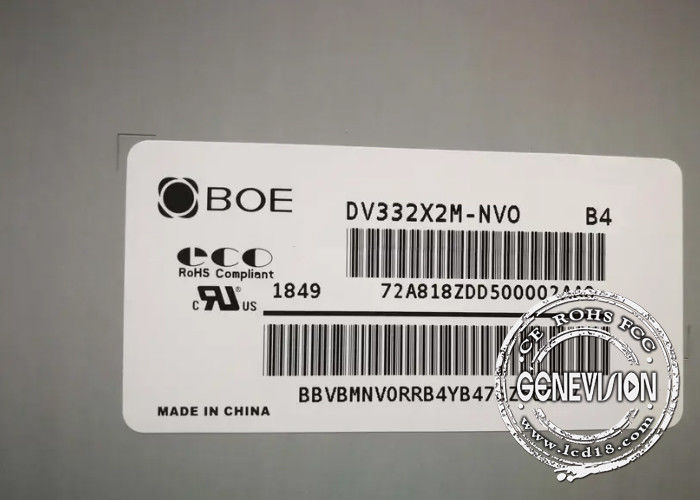 BOE
DV332X2M-NV0 B4
eco
RoHS Compliant
c RU US
1849
MADE IN CHINA
CE ROHS FCC
GENEVISION
www.lcd18.com